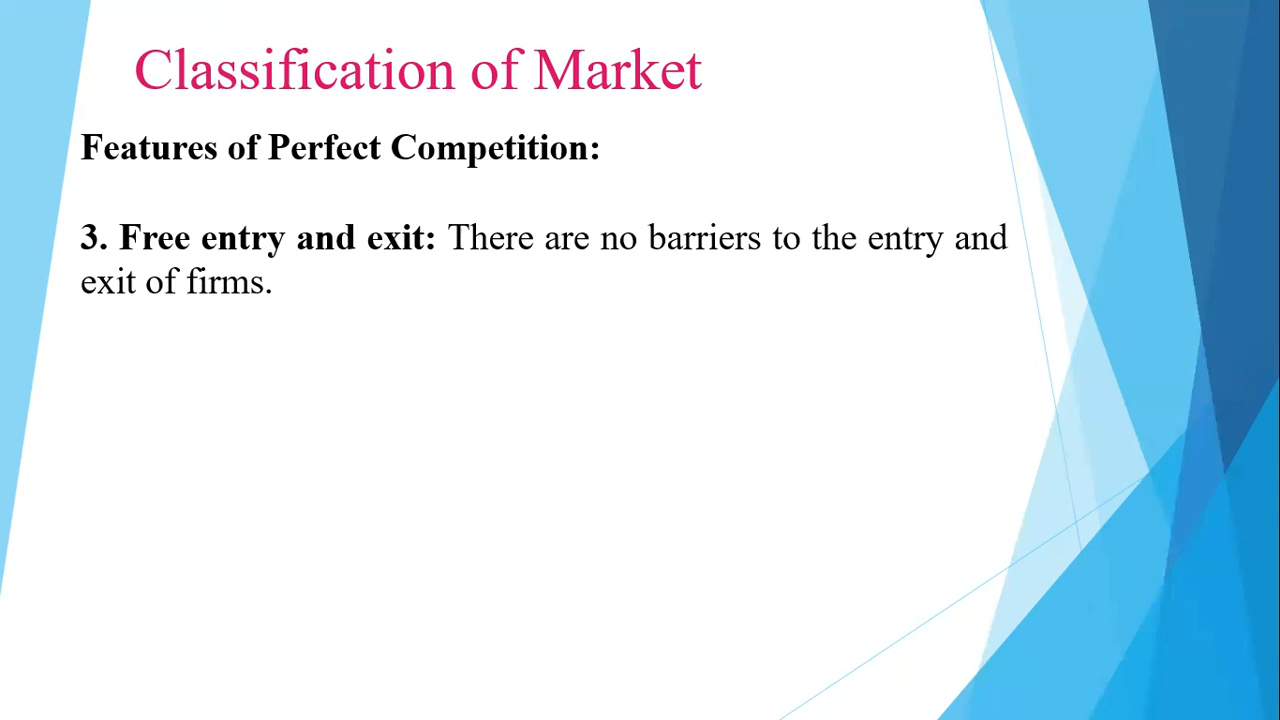 Classification of Market
Features of Perfect Competition:
3. Free entry and exit: There are no barriers to the entry and
exit of firms.